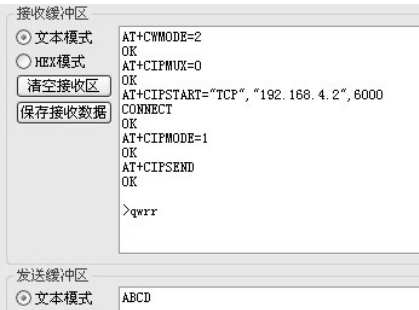 接收缓冲区
文本模式
HEX模式
清空接收区
保存接收数据
AT+CWMODE=2
OK
AT+CIPMUX=0
OK
AT+CIPSTART="TCP","192.168.4.2",6000
CONNECT
OK
AT+CIPMODE=1
OK
AT+CIPSEND
OK
>qwrr
发送缓冲区
文本模式
ABCD